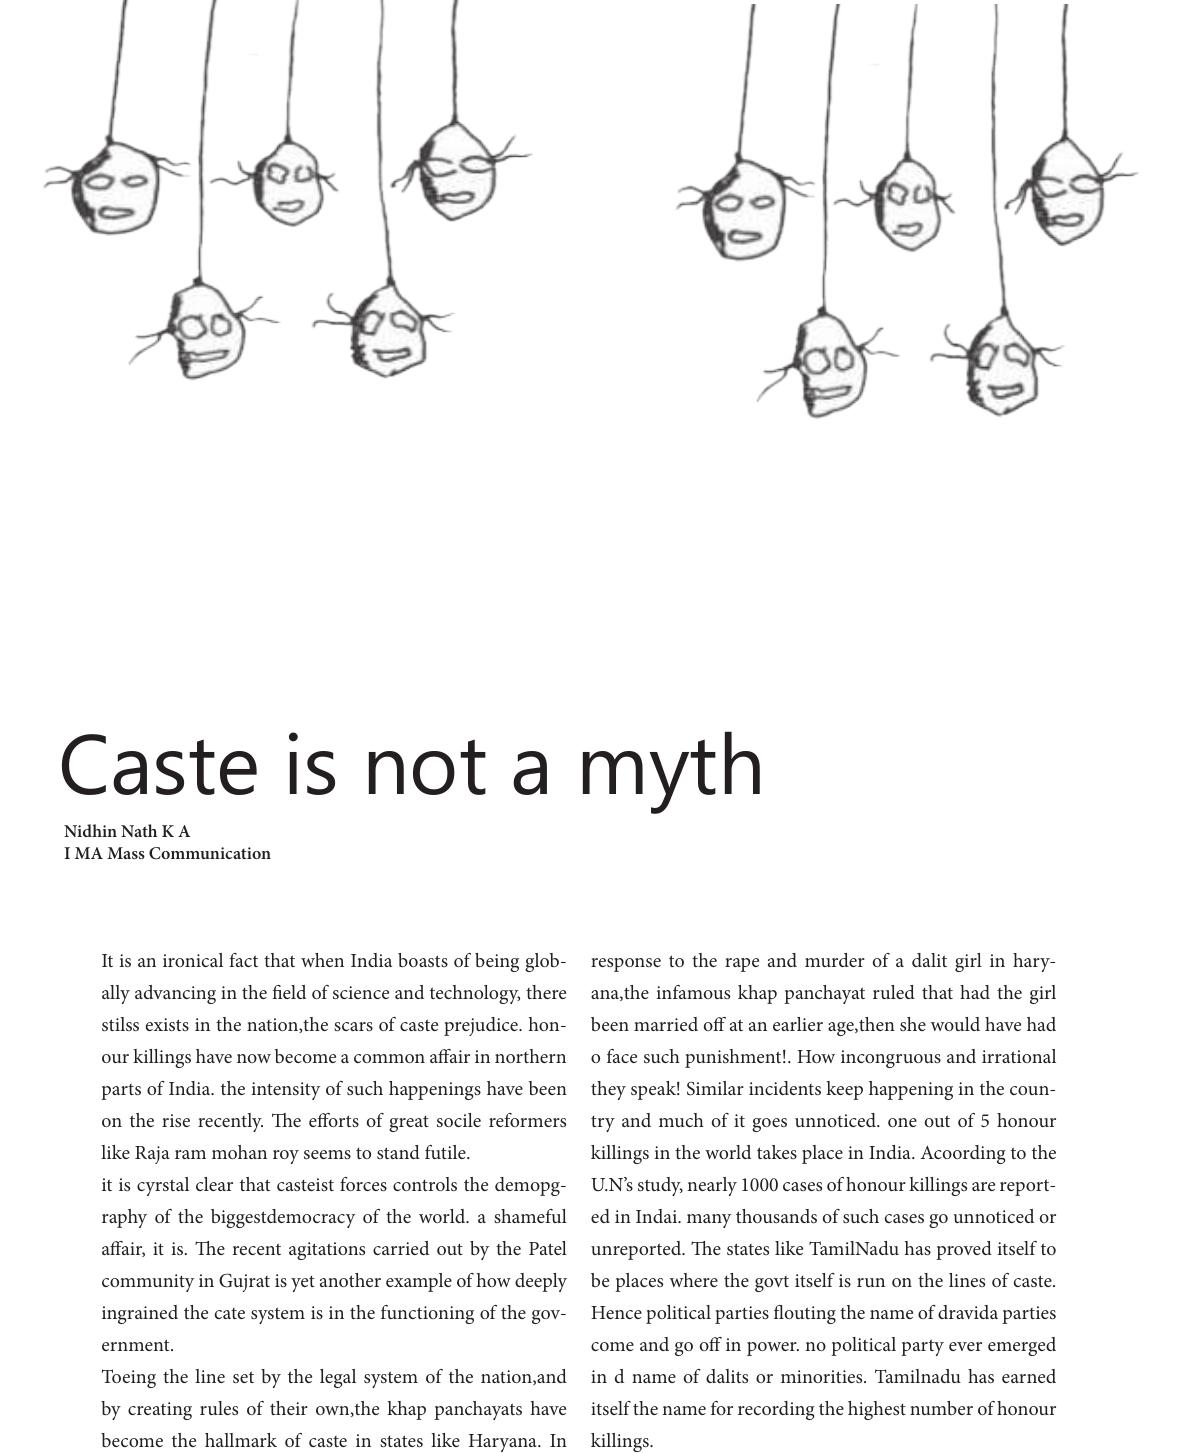 Caste is not a myth
Nidhin Nath K A
I MA Mass Communication
It is an ironical fact that when India boasts of being glob-
ally advancing in the field of science and technology, there
stilss exists in the nation,the scars of caste prejudice. hon-
our killings have now become a common affair in northern
parts of India. the intensity of such happenings have been
on the rise recently. The efforts of great socile reformers
like Raja ram mohan roy seems to stand futile.
it is cyrstal clear that casteist forces controls the demopg-
raphy of the biggestdemocracy of the world. a shameful
affair, it is. The recent agitations carried out by the Patel
community in Gujrat is yet another example of how deeply
ingrained the cate system is in the functioning of the gov-
ernment.
Toeing the line set by the legal system of the nation,and
by creating rules of their own,the khap panchayats have
become the hallmark of caste in states like Haryana. In
response to the rape and murder of a dalit girl in hary-
ana,the infamous khap panchayat ruled that had the girl
been married off at an earlier age,then she would have had
o face such punishment!. How incongruous and irrational
they speak! Similar incidents keep happening in the coun-
try and much of it goes unnoticed. one out of 5 honour
killings in the world takes place in India. Acoording to the
U.N's study, nearly 1000 cases of honour killings are report-
ed in Indai. many thousands of such cases go unnoticed or
unreported. The states like TamilNadu has proved itself to
be places where the govt itself is run on the lines of caste.
Hence political parties flouting the name of dravida parties
come and go off in power. no political party ever emerged
in d name of dalits or minorities. Tamilnadu has earned
itself the name for recording the highest number of honour
killings.